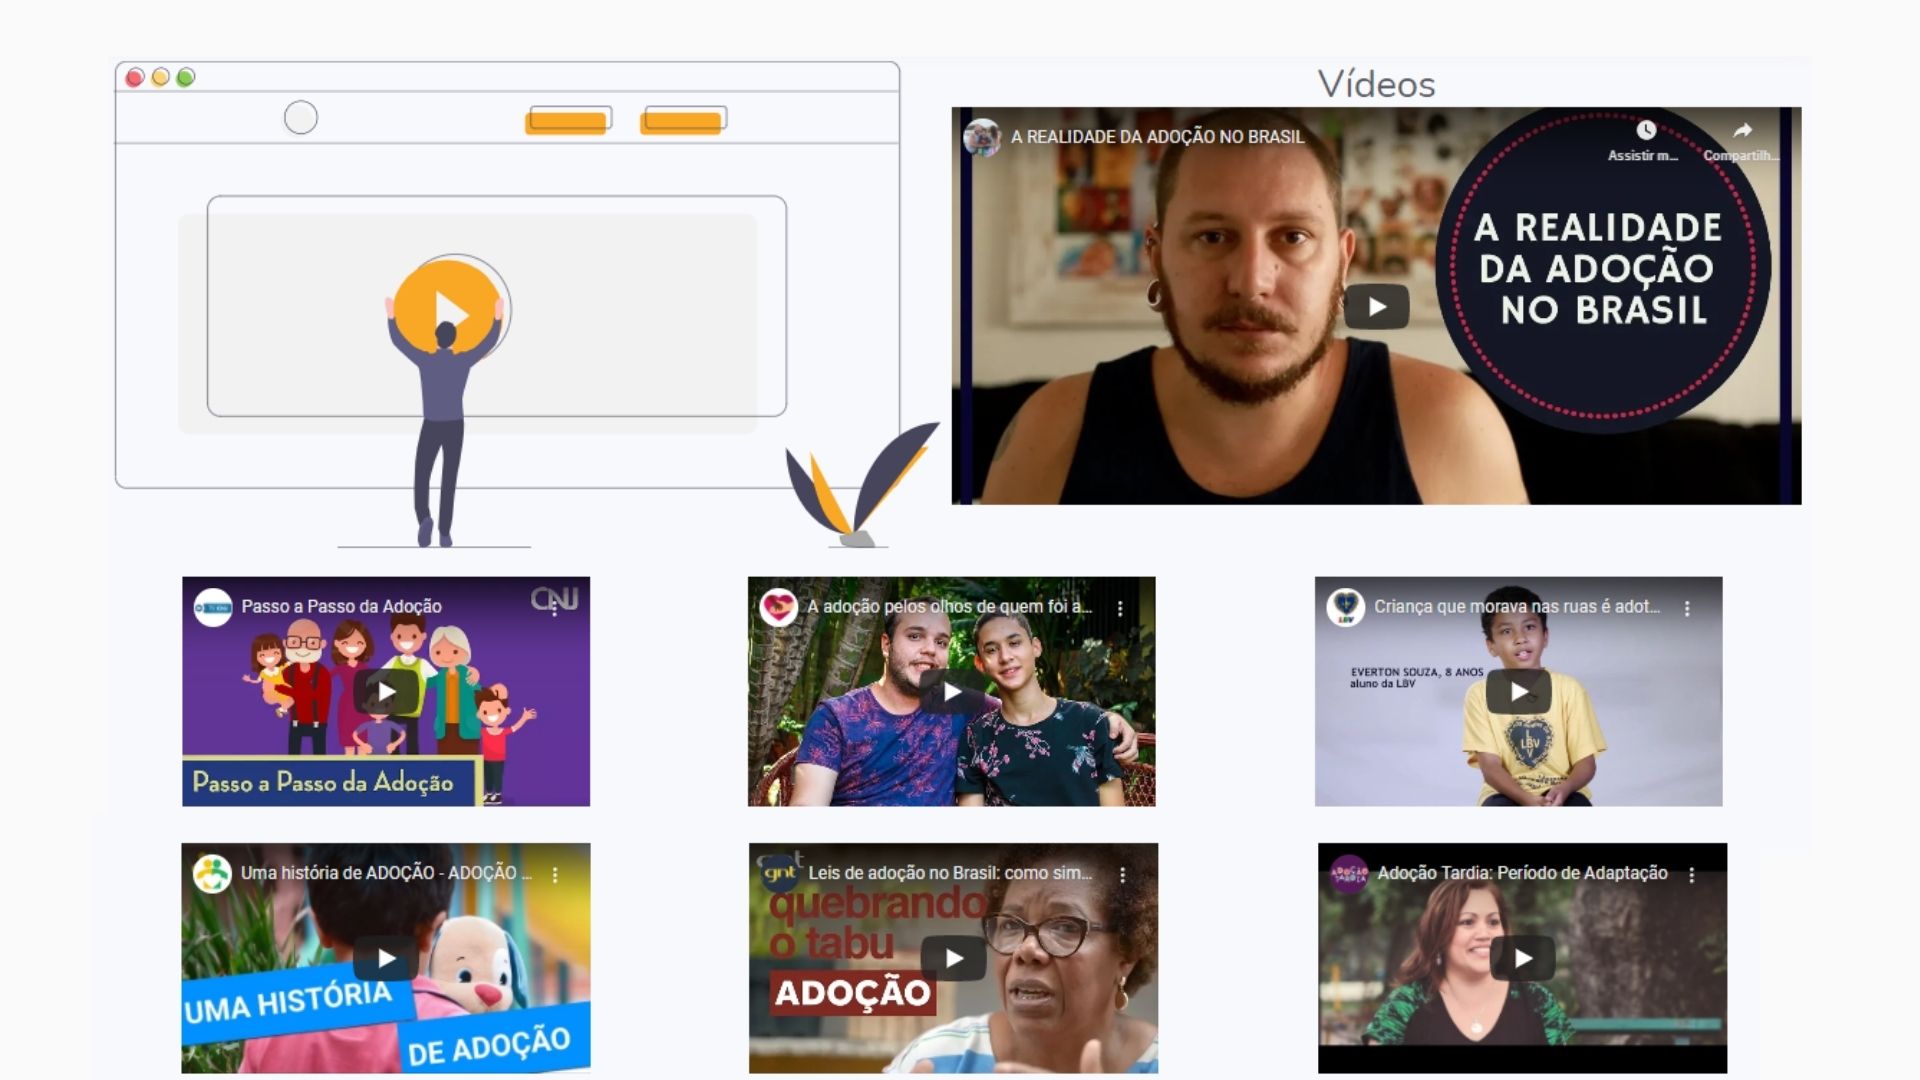 Vídeos
A REALIDADE DA ADOÇÃO NO BRASIL
Assistir m...
Compartilh...
A REALIDADE
DA ADOÇÃO
NO BRASIL
Passo a Passo da Adoção
CNJ
Passo a Passo da Adoção
A adoção pelos olhos de quem foi a...
Criança que morava nas ruas é adot...
LBV
EVERTON SOUZA, 8 ANOS
aluno da LBV
LBV
Uma história de ADOÇÃO - ADOÇÃO ...
UMA HISTÓRIA
DE ADOÇÃO
gnt
Leis de adoção no Brasil: como sim...
quebrando
o tabu
ADOÇÃO
ADOÇÃO
TARDIA
Adoção Tardia: Período de Adaptação